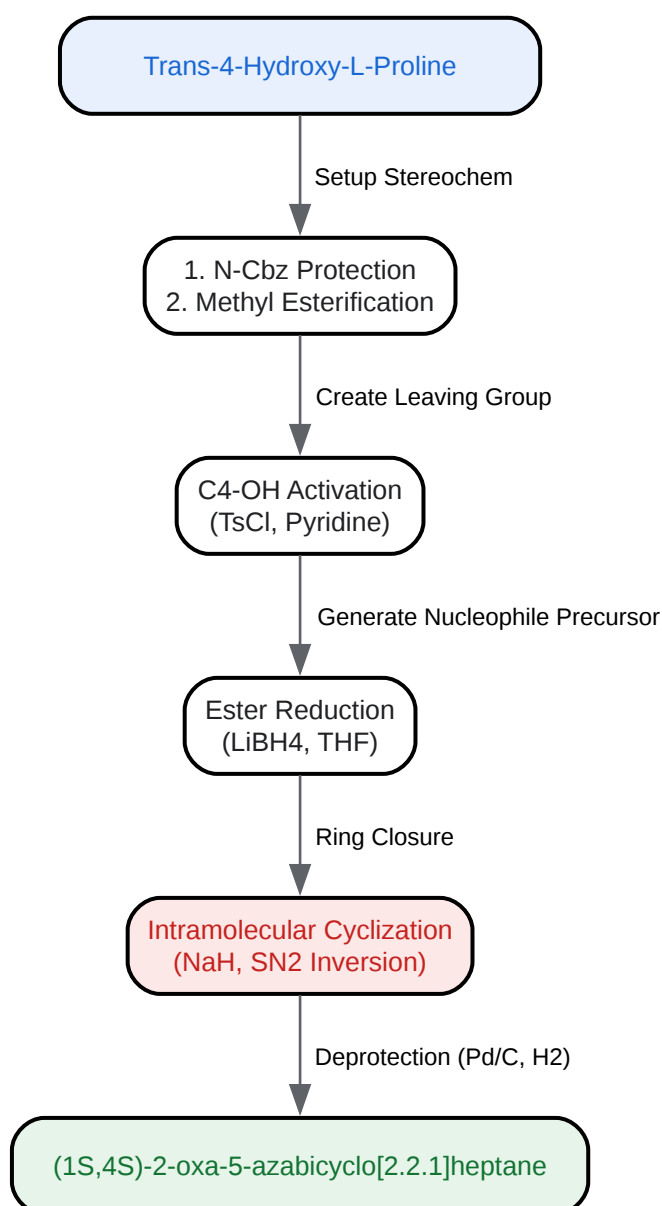 Trans-4-Hydroxy-L-Proline
Setup Stereochem
1. N-Cbz Protection
2. Methyl Esterification
Create Leaving Group
C4-OH Activation
(TsCl, Pyridine)
Generate Nucleophile Precursor
Ester Reduction
(LiBH4, THF)
Ring Closure
Intramolecular Cyclization
(NaH, SN2 Inversion)
Deprotection (Pd/C, H2)
(1S,4S)-2-oxa-5-azabicyclo[2.2.1]heptane